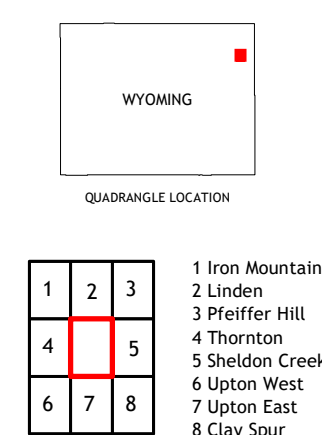 WYOMING
QUADRANGLE LOCATION
1 2 3
4 5
6 7 8
1 Iron Mountain
2 Linden
3 Pfeiffer Hill
4 Thornton
5 Sheldon Creek
6 Upton West
7 Upton East
8 Clay Spur